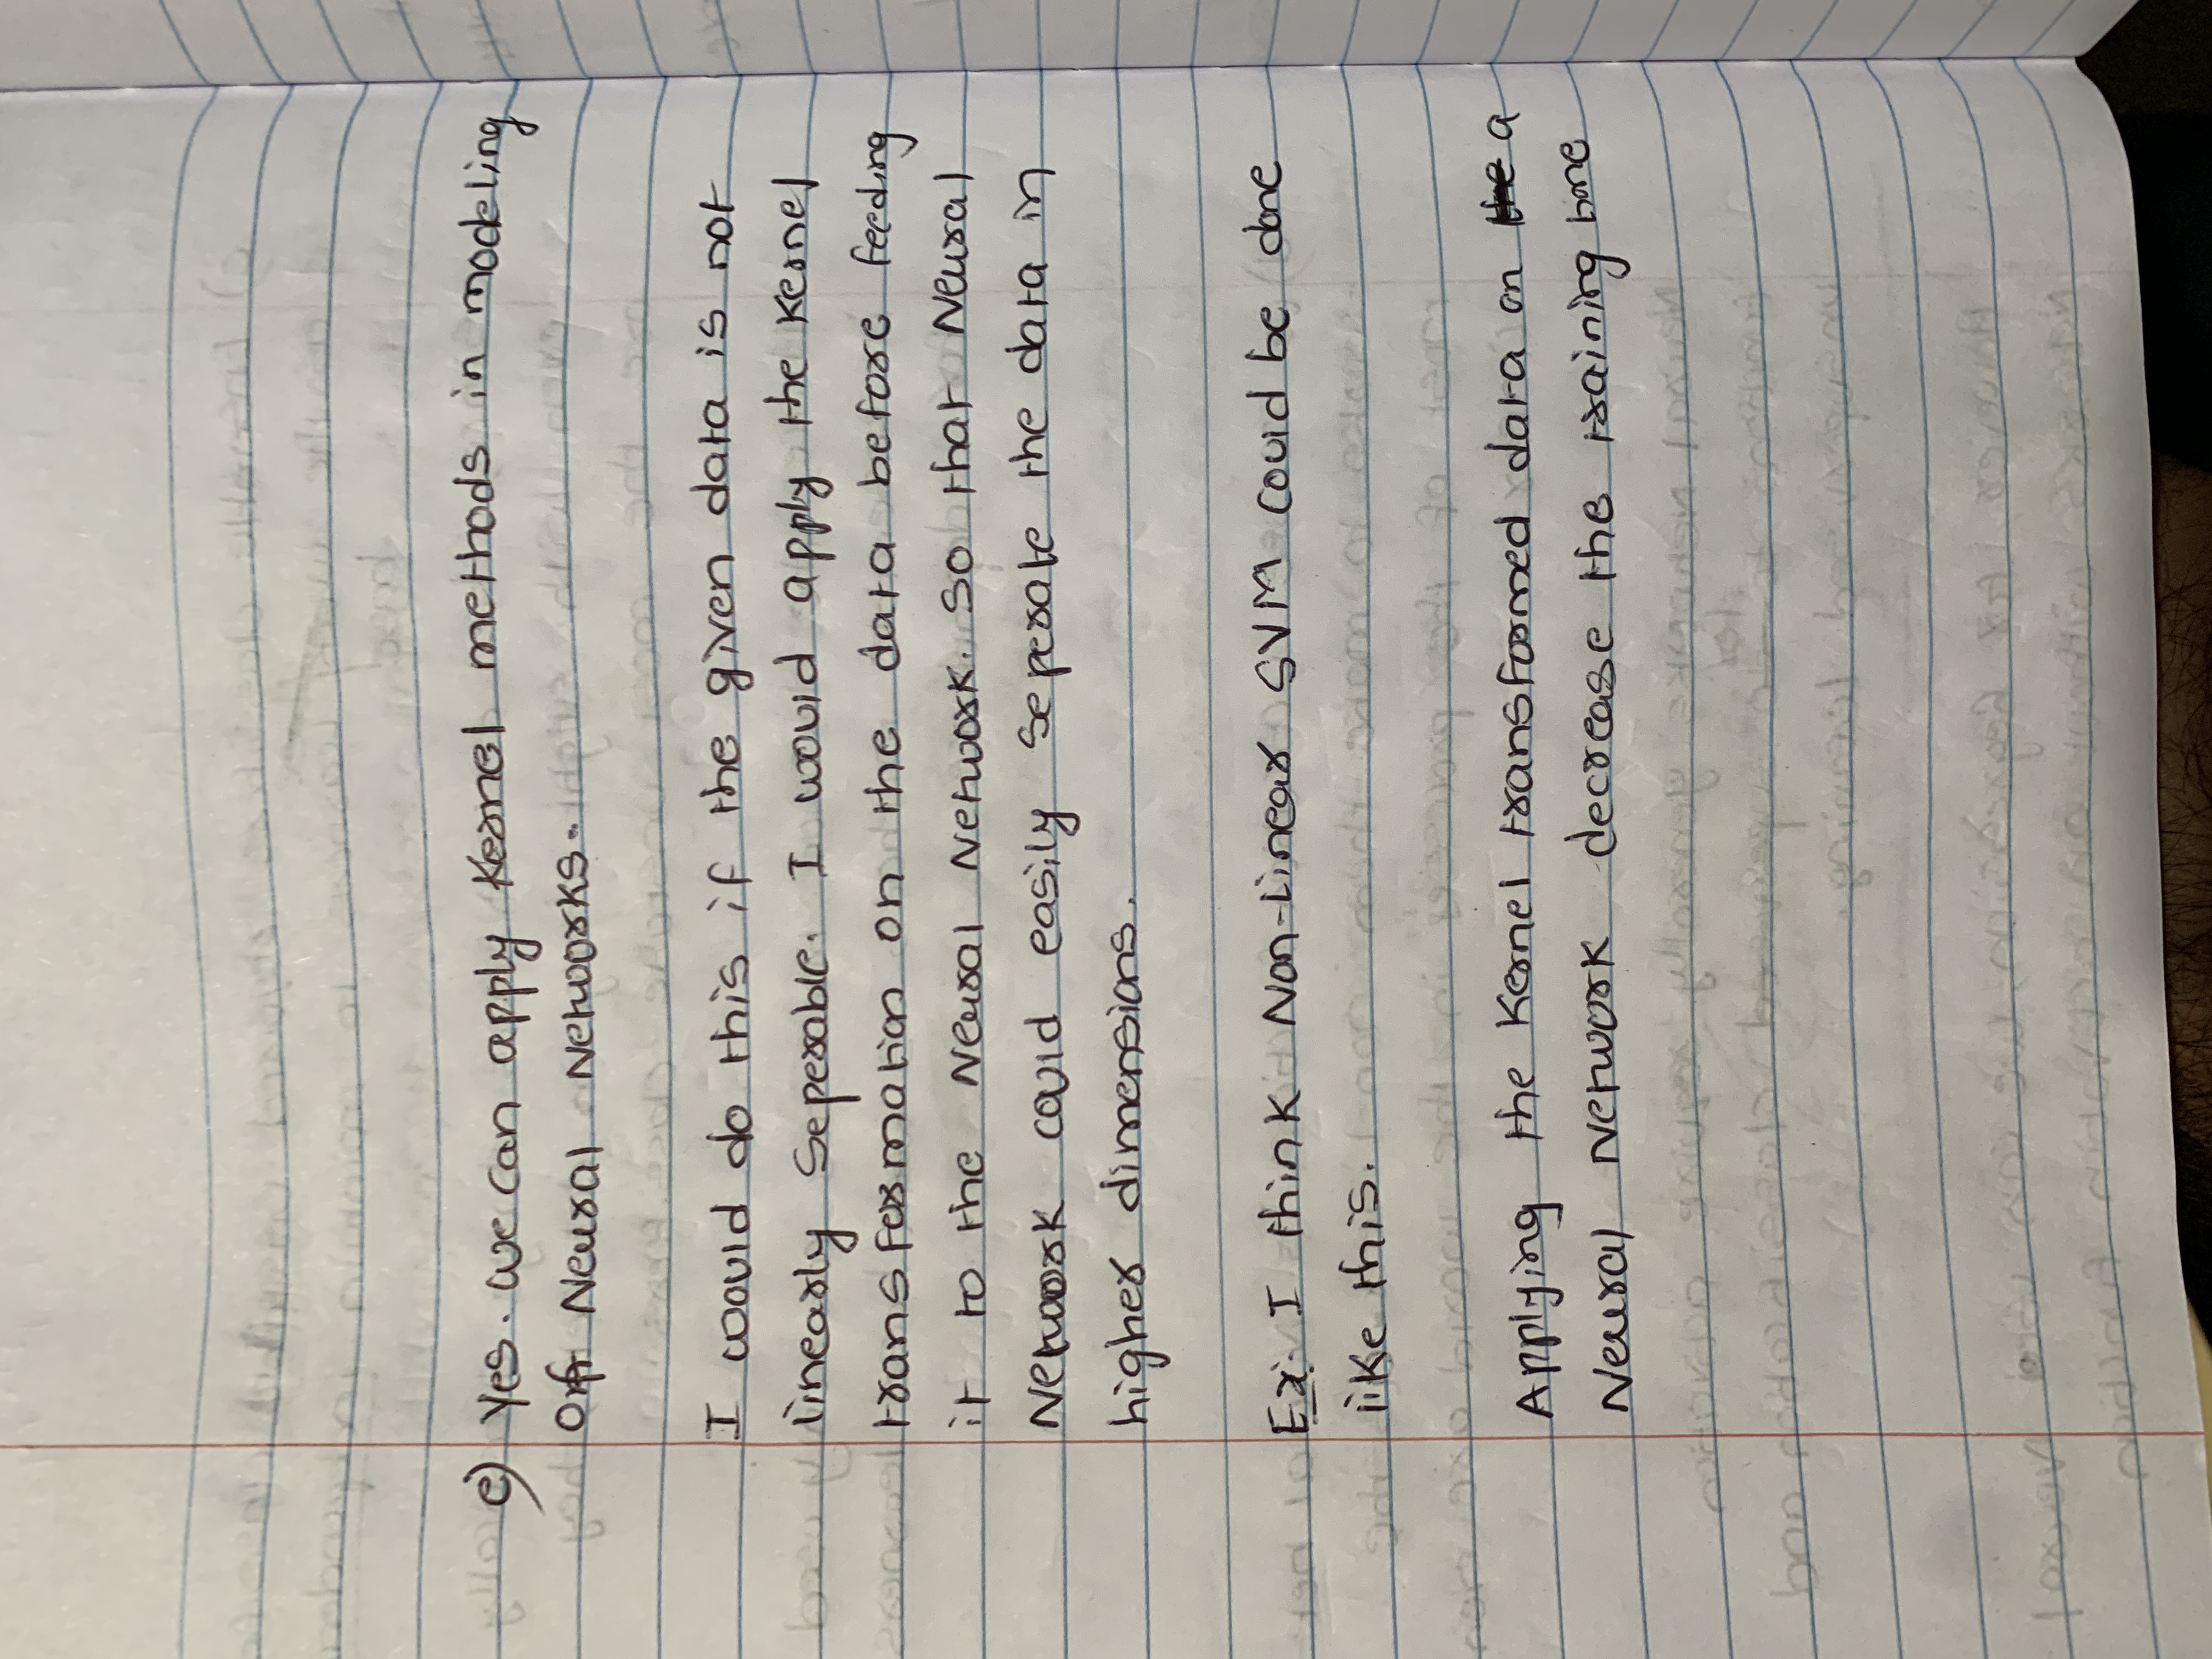 e) Yes. We can apply Kernel methods in modeling
of Neural Networks.
I would do this if the given data is not
linearly seperable. I would apply the Kernel
transformation on the data before feeding
it to the Neural Network. So that Neural
Network could easily seperate the data in
higher dimensions.
Ex: I think Non-Linear SVM could be done
like this.
Applying the Kernel transformed data on the a
Neural Network decrease the training time